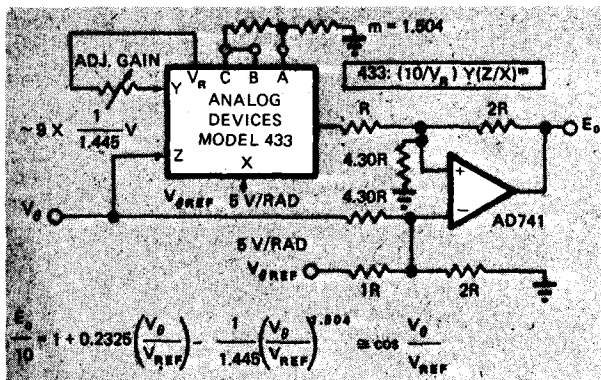 m = 1.504
ADJ. GAIN
V_R C B A
433: (10/V_R) Y(Z/X)^m
Y
ANALOG
DEVICES
MODEL 433
R
2R
E_o
~9 X 1/1.445 V
Z
X
4.30R
+
V_θREF 5 V/RAD
4.30R
V_θ
−
AD741
5 V/RAD
V_θREF
1R
2R
E_o/10 = 1 + 0.2325 (V_θ/V_REF) - 1/1.445 (V_θ/V_REF)^1.504 ≅ cos V_θ/V_REF